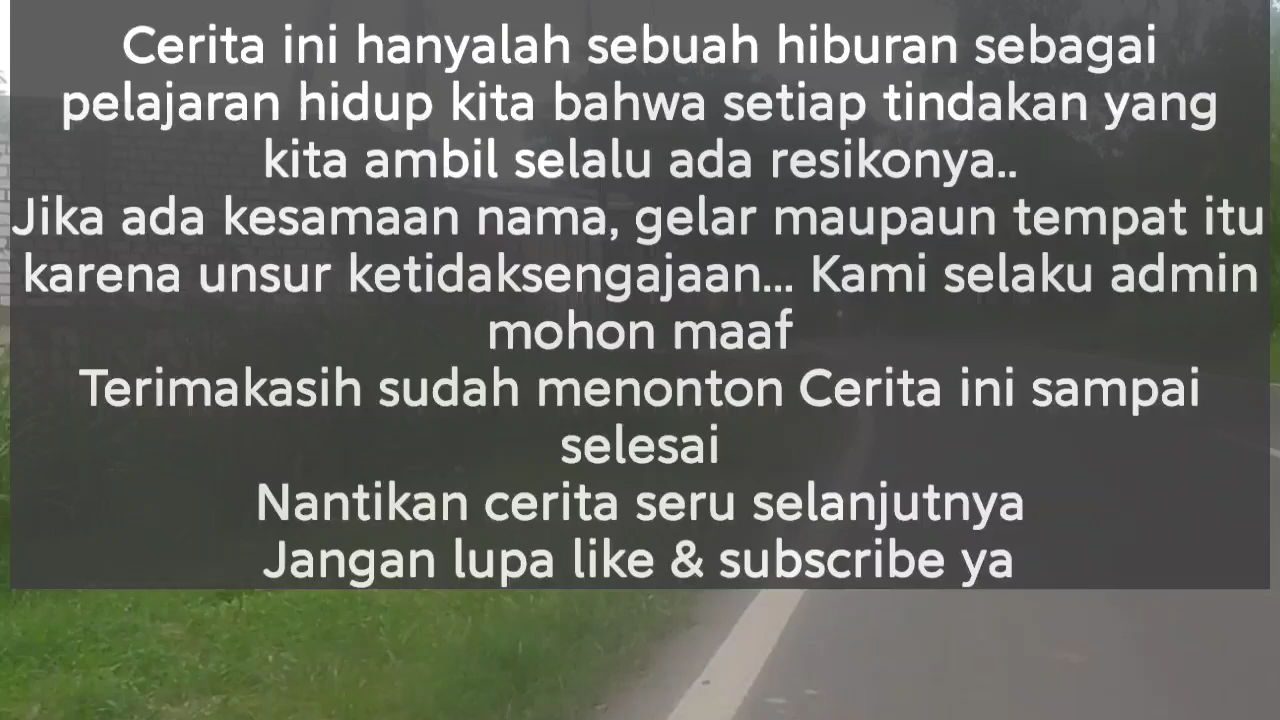 Cerita ini hanyalah sebuah hiburan sebagai
pelajaran hidup kita bahwa setiap tindakan yang
kita ambil selalu ada resikonya..
Jika ada kesamaan nama, gelar maupaun tempat itu
karena unsur ketidaksengajaan... Kami selaku admin
mohon maaf
Terimakasih sudah menonton Cerita ini sampai
selesai
Nantikan cerita seru selanjutnya
Jangan lupa like & subscribe ya